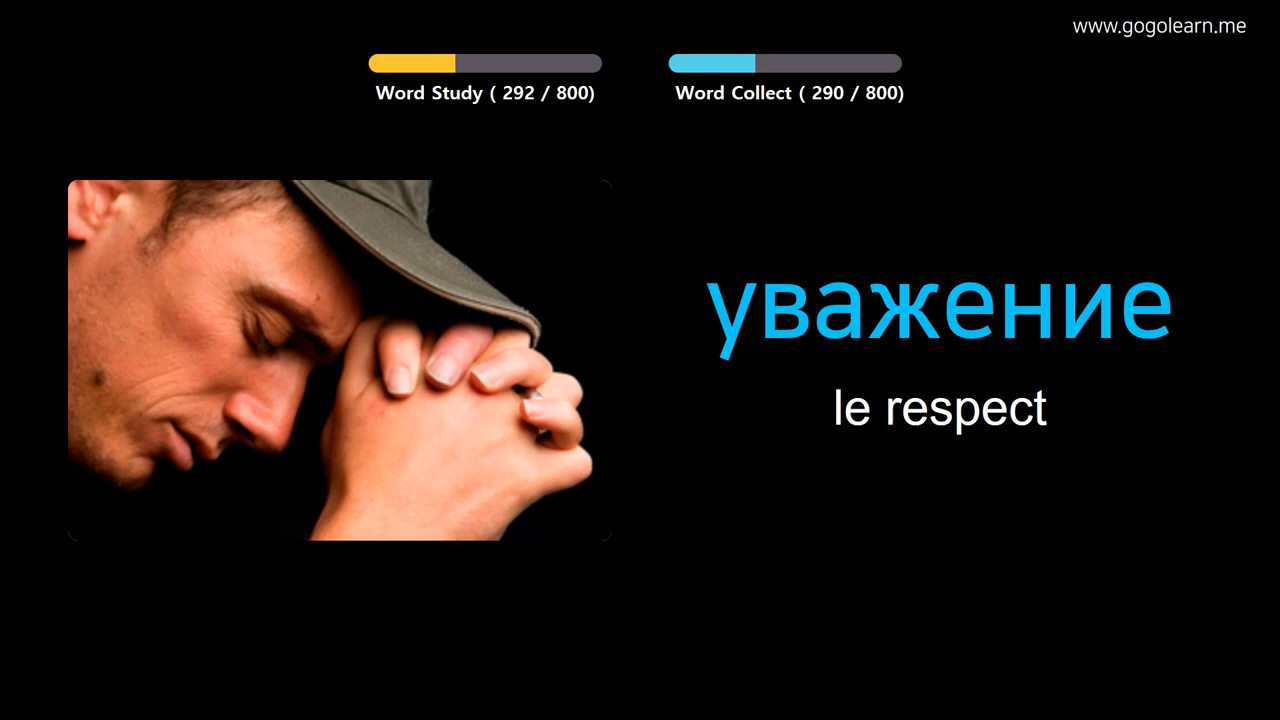 www.gogolearn.me
Word Study ( 292 / 800)
Word Collect ( 290 / 800)
уважение
le respect